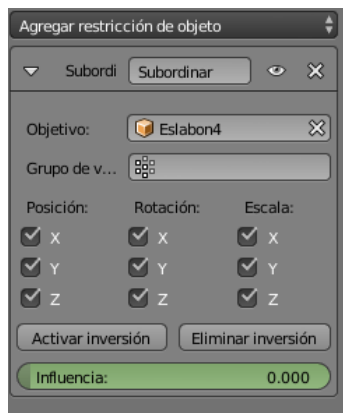 Agregar restricción de objeto
Subordi Subordinar
Objetivo: Eslabon4
Grupo de v...
Posición: Rotación: Escala:
X X X
Y Y Y
Z Z Z
Activar inversión Eliminar inversión
Influencia: 0.000